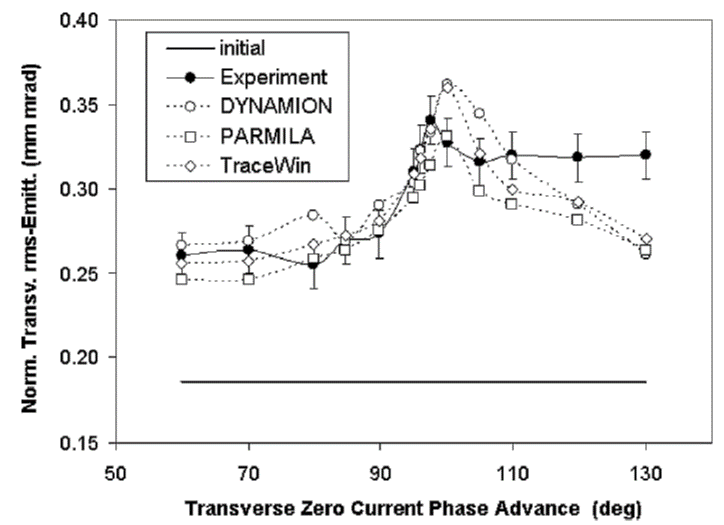 0.40
0.35
0.30
0.25
0.20
0.15
Norm. Transv. rms-Emitt. (mm mrad)
initial
Experiment
DYNAMION
PARMILA
TraceWin
50
70
90
110
130
Transverse Zero Current Phase Advance (deg)